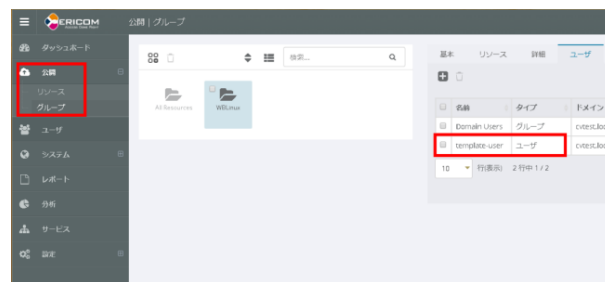 ERICOM
公開 | グループ
ダッシュボード
公開
リソース
グループ
ユーザ
システム
レポート
分析
サービス
設定
検索...
All Resources
WBLinux
基本 リソース 詳細 ユーザ
名前 タイプ ドメイン
Domain Users グループ cvtest.loc
template-user ユーザ cvtest.loc
10 行(表示) 2 行中 1 / 2